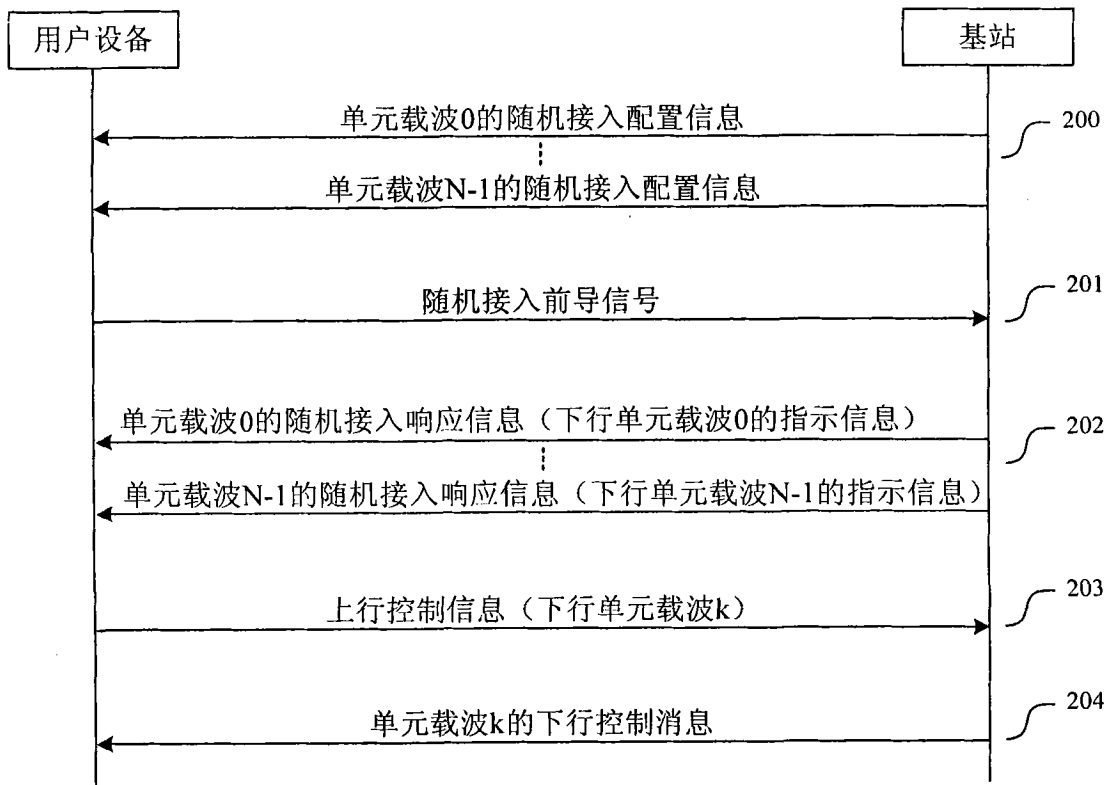 用户设备
基站
单元载波0的随机接入配置信息
200
单元载波N-1的随机接入配置信息
随机接入前导信号
201
单元载波0的随机接入响应信息（下行单元载波0的指示信息）
202
单元载波N-1的随机接入响应信息（下行单元载波N-1的指示信息）
上行控制信息（下行单元载波k）
203
单元载波k的下行控制消息
204